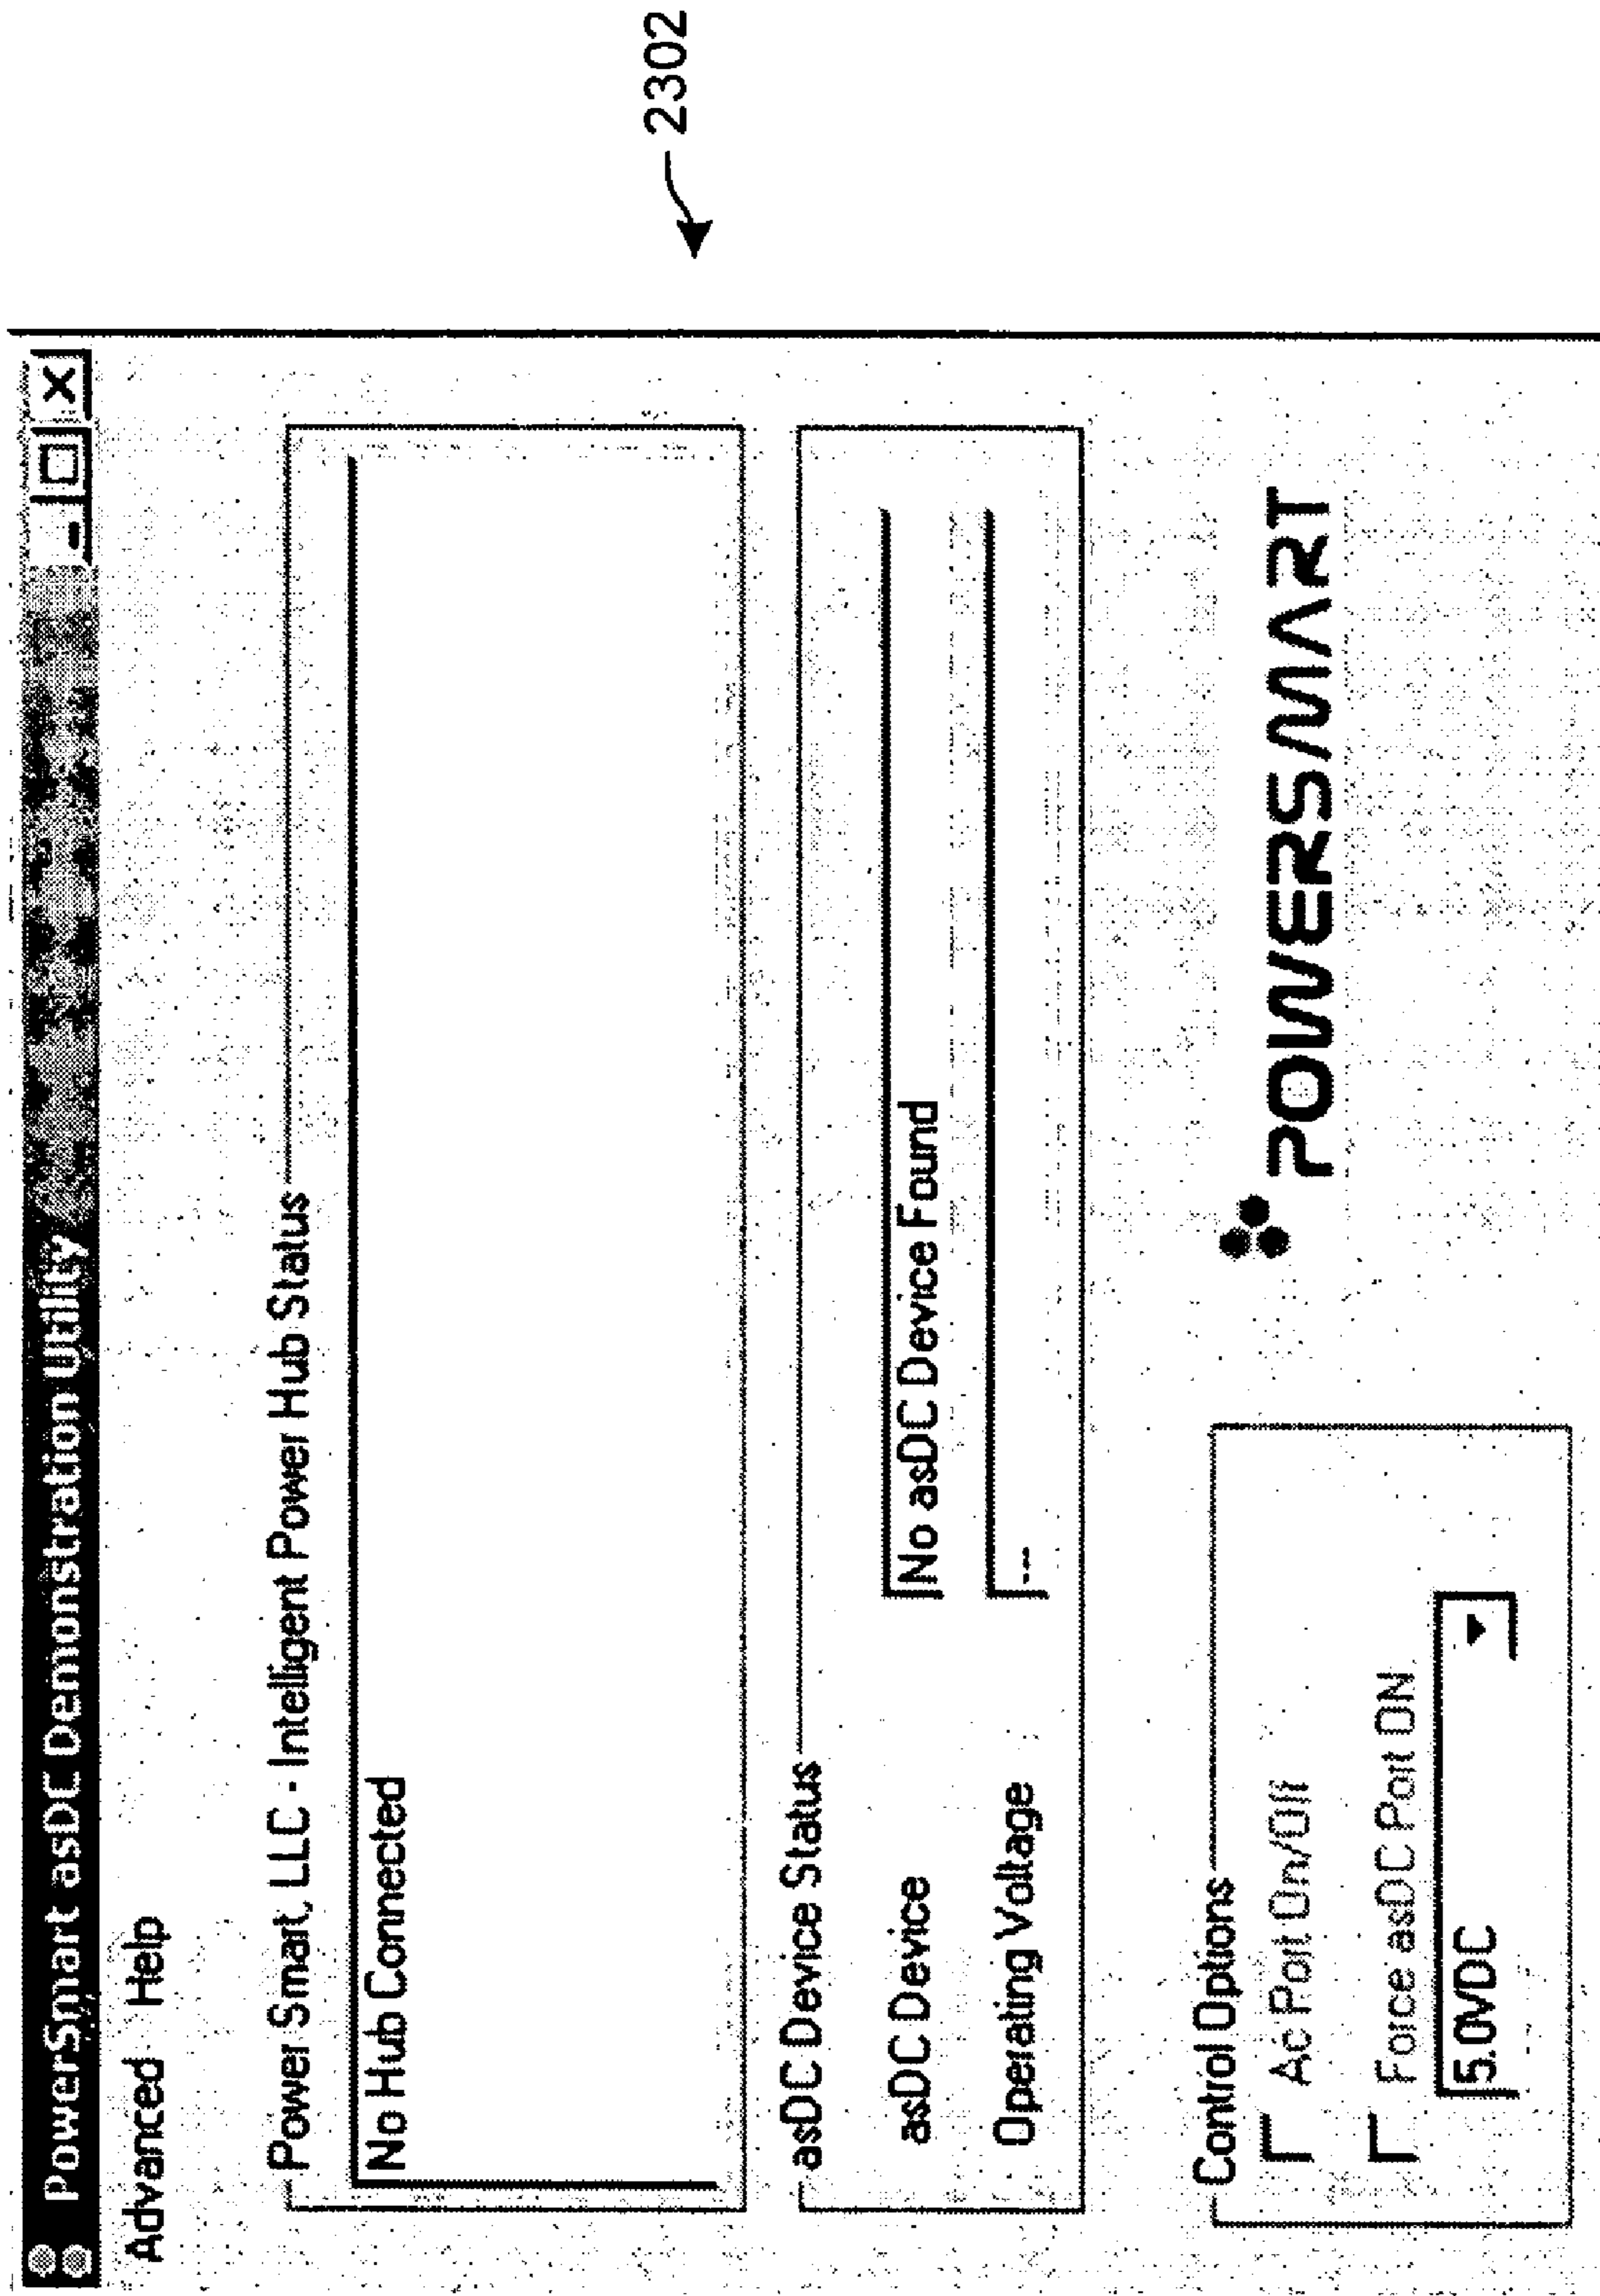 PowerSmart asDC Demonstration Utility
Advanced Help
Power Smart, LLC - Intelligent Power Hub Status
No Hub Connected
asDC Device Status
asDC Device No asDC Device Found
Operating Voltage ---
Control Options
Ac Port On/Off
Force asDC Port ON
5.0VDC
POWERSMART
2302